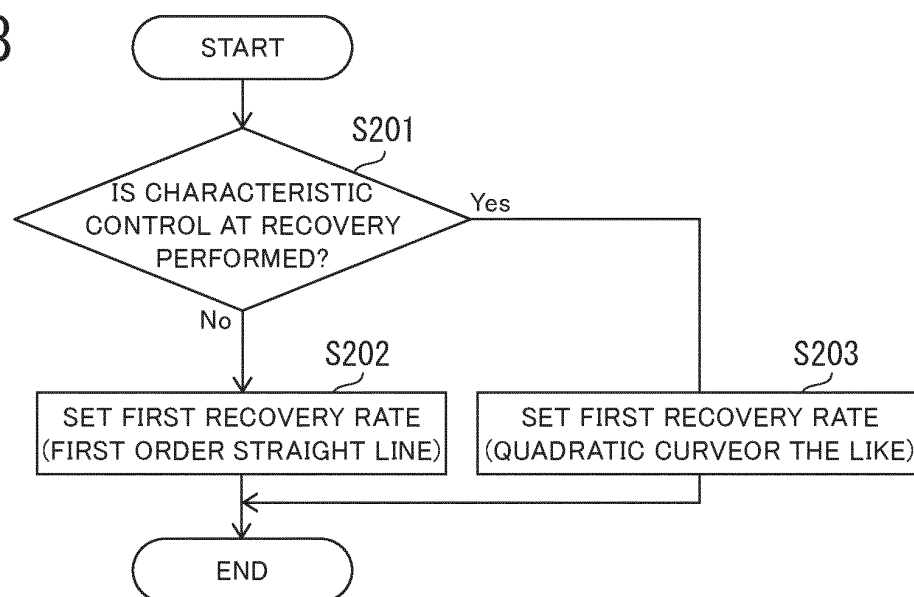 START
S201
IS CHARACTERISTIC
CONTROL AT RECOVERY
PERFORMED?
Yes
No
S202
SET FIRST RECOVERY RATE
(FIRST ORDER STRAIGHT LINE)
S203
SET FIRST RECOVERY RATE
(QUADRATIC CURVEOR THE LIKE)
END